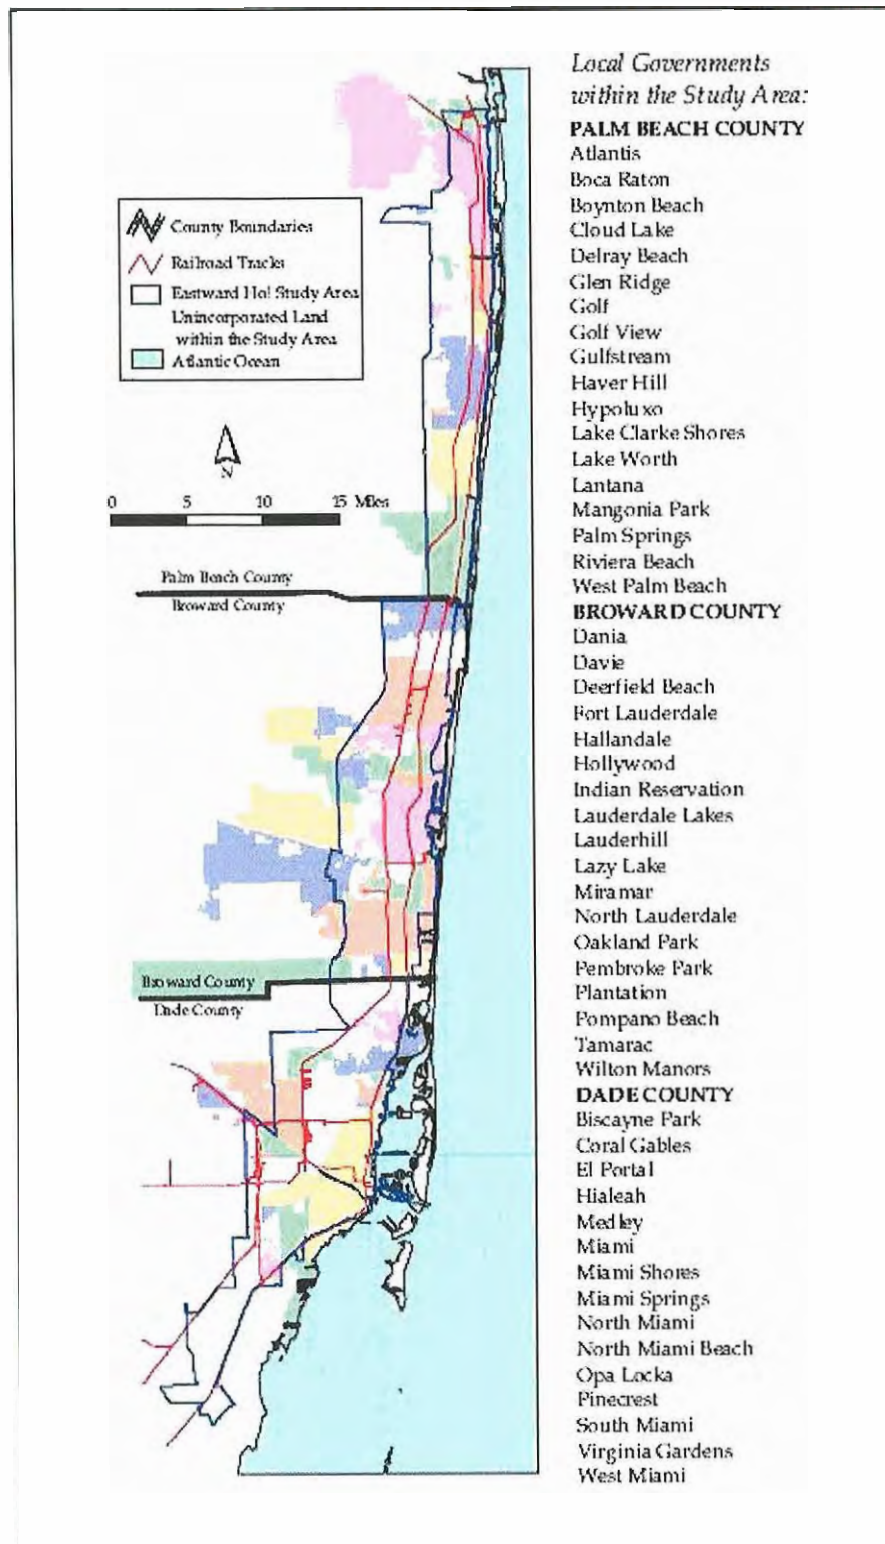 Local Governments
within the Study Area:
PALM BEACH COUNTY
Atlantis
Boca Raton
Boynton Beach
Cloud Lake
Delray Beach
Glen Ridge
Golf
Golf View
Gulfstream
Haver Hill
Hypoluxo
Lake Clarke Shores
Lake Worth
Lantana
Mangonia Park
Palm Springs
Riviera Beach
West Palm Beach
BROWARD COUNTY
Dania
Davie
Deerfield Beach
Fort Lauderdale
Hallandale
Hollywood
Indian Reservation
Lauderdale Lakes
Lauderhill
Lazy Lake
Miramar
North Lauderdale
Oakland Park
Pembroke Park
Plantation
Pompano Beach
Tamarac
Wilton Manors
DADE COUNTY
Biscayne Park
Coral Gables
El Portal
Hialeah
Medley
Miami
Miami Shores
Miami Springs
North Miami
North Miami Beach
Opa Locka
Pinecrest
South Miami
Virginia Gardens
West Miami
County Boundaries
Railroad Tracks
Eastward Ho! Study Area
Unincorporated Land
within the Study Area
Atlantic Ocean
N
0 5 10 15 Miles
Palm Beach County
Broward County
Broward County
Dade County